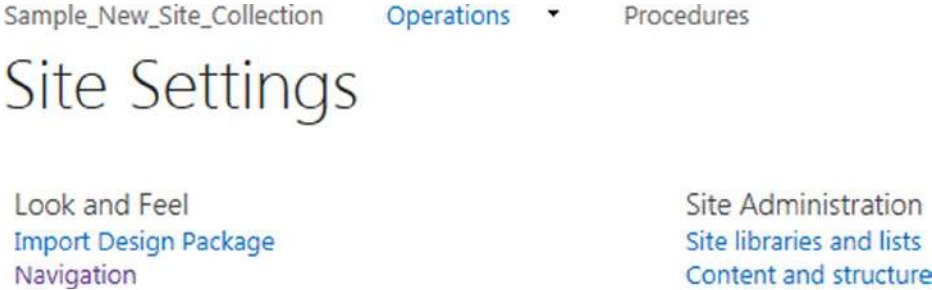 Sample_New_Site_Collection Operations Procedures
Site Settings
Look and Feel
Import Design Package
Navigation
Site Administration
Site libraries and lists
Content and structure